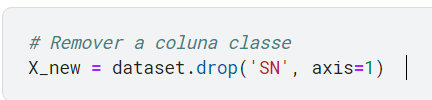 # Remover a coluna classe
X_new = dataset.drop('SN', axis=1)